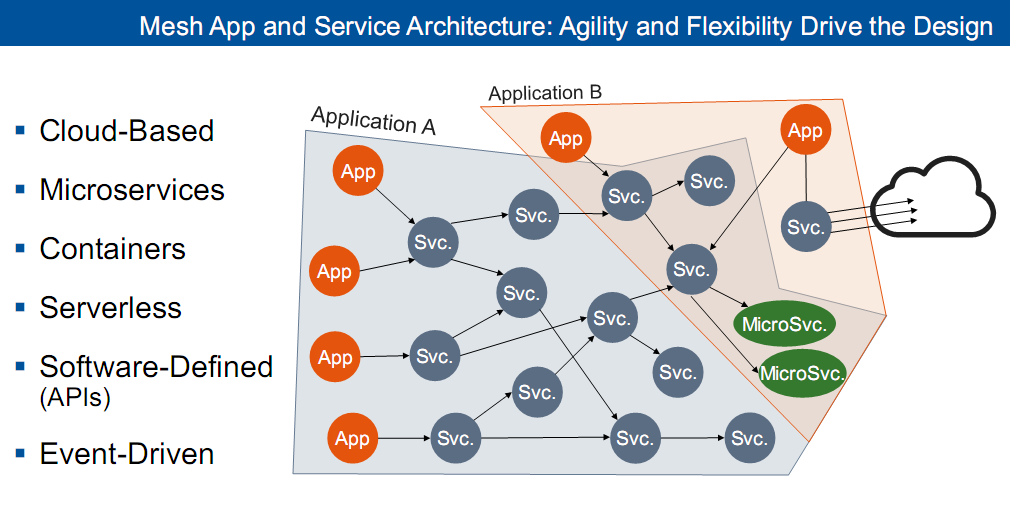 Mesh App and Service Architecture: Agility and Flexibility Drive the Design
Cloud-Based
Microservices
Containers
Serverless
Software-Defined
(APIs)
Event-Driven
Application A
Application B
App
App
App
Svc.
Svc.
App
Svc.
Svc.
Svc.
App
Svc.
Svc.
Svc.
MicroSvc.
App
Svc.
Svc.
MicroSvc.
Svc.
App
Svc.
Svc.
Svc.